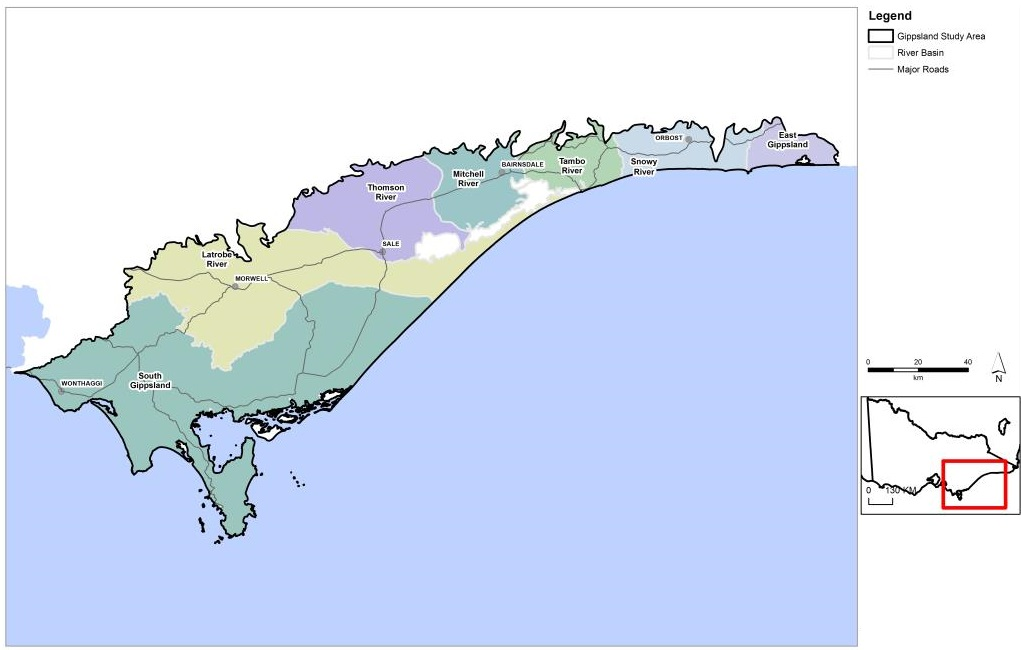 Legend
Gippsland Study Area
River Basin
Major Roads
East
Gippsland
ORBOST
Snowy
River
Tambo
River
BAIRNSDALE
Mitchell
River
Thomson
River
SALE
Latrobe
River
MORWELL
WONTHAGGI
South
Gippsland
0 20 40
km
N
0 130 KM